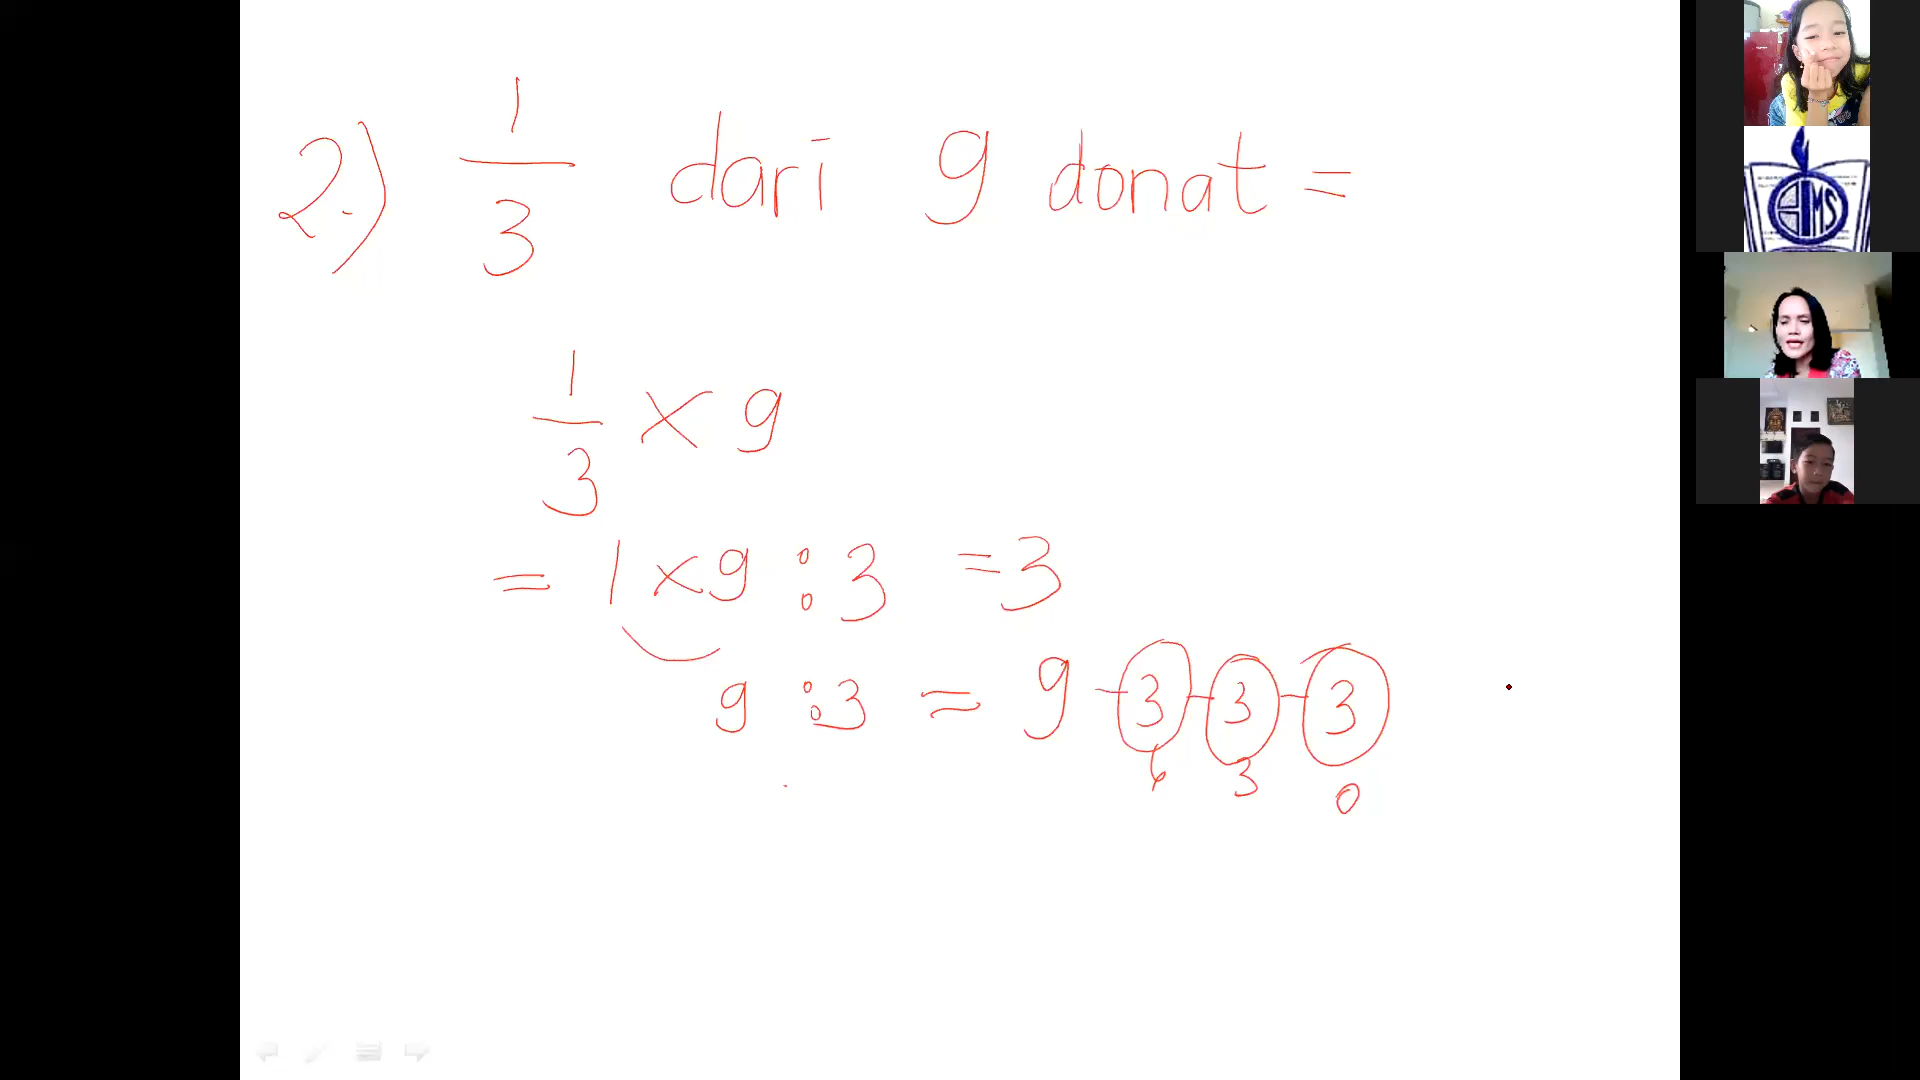 2.) 1/3 dari 9 donat =
1/3 × 9
= 1 × 9 : 3 = 3
9 : 3 = 9 - 3 - 3 - 3
6 3 0
HMS